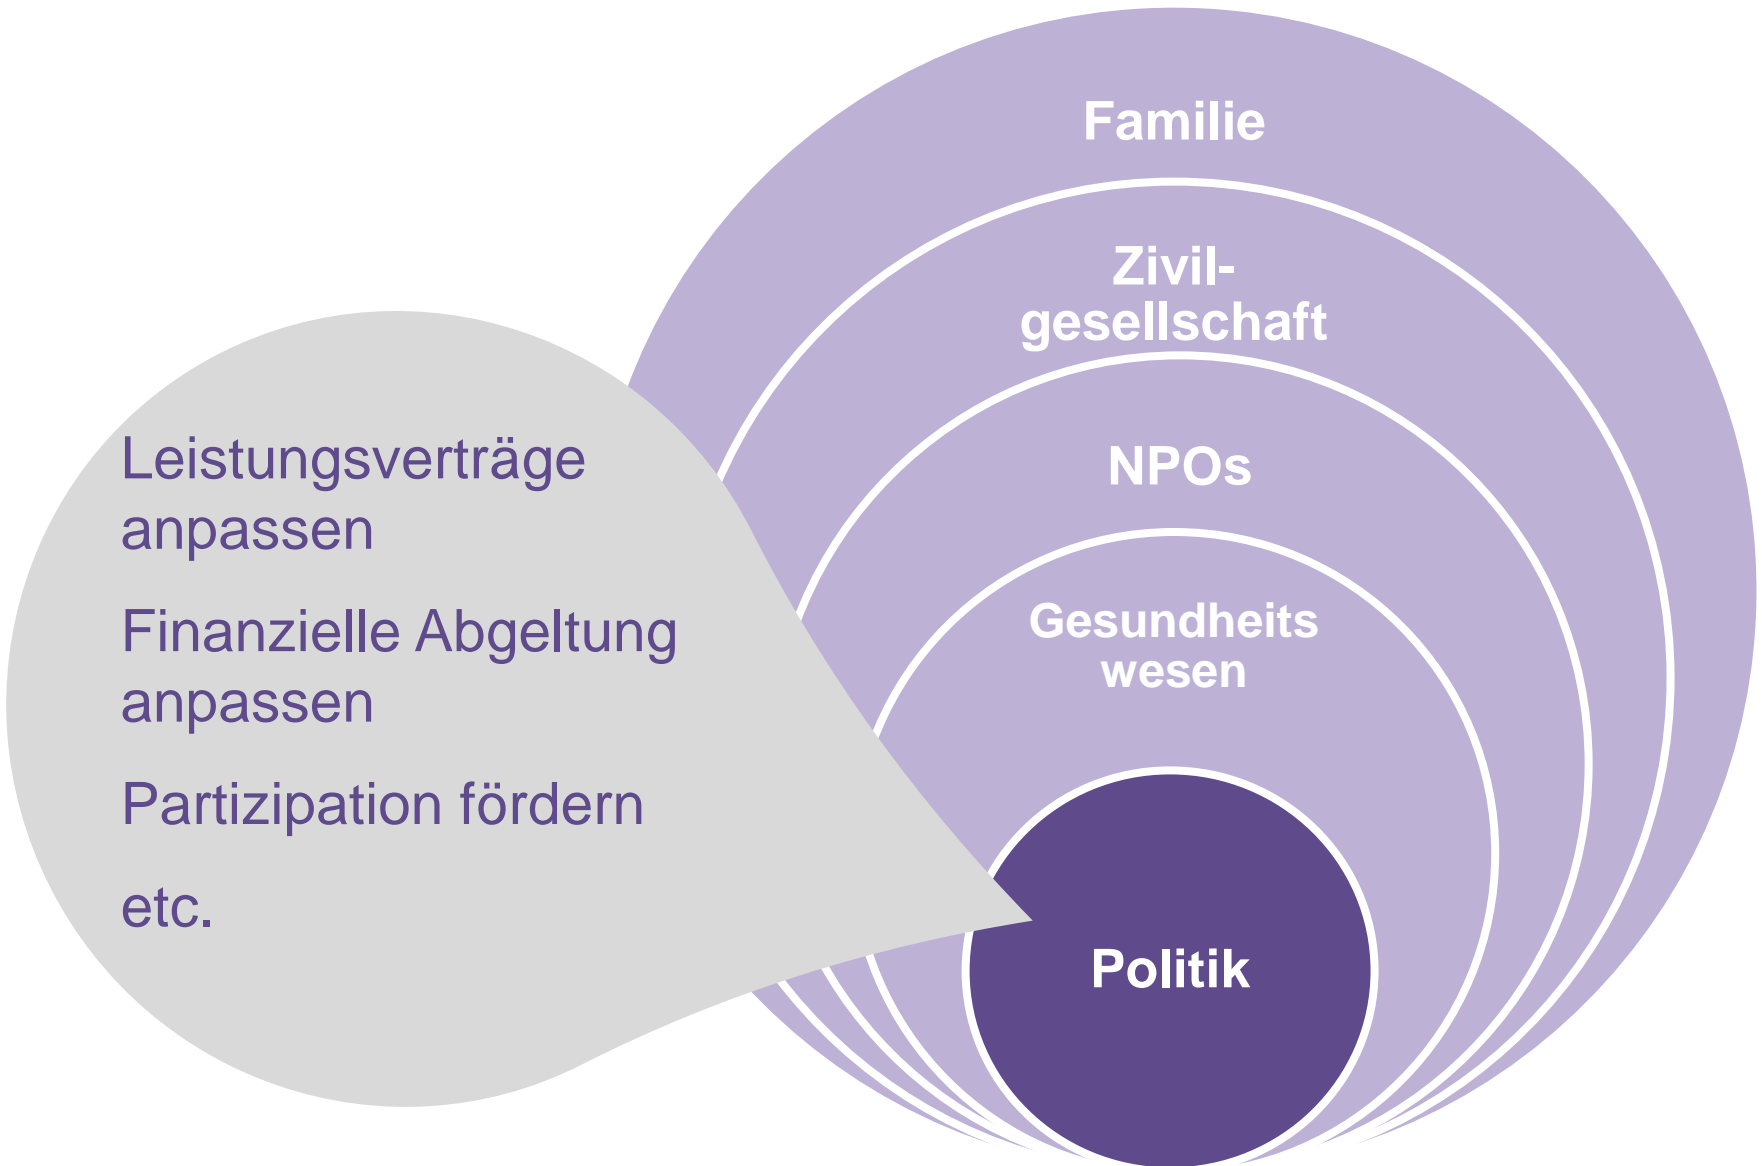 Familie
Zivil-
gesellschaft
NPOs
Gesundheits
wesen
Politik
Leistungsverträge
anpassen
Finanzielle Abgeltung
anpassen
Partizipation fördern
etc.